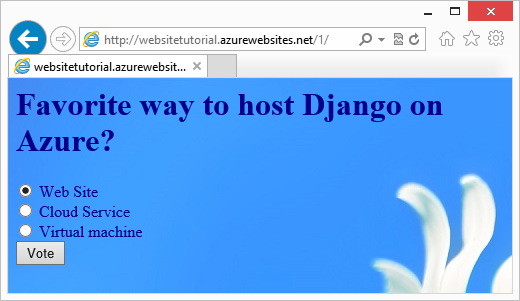 http://websitetutorial.azurewebsites.net/1/
websitetutorial.azurewebsit...
Favorite way to host Django on
Azure?
Web Site
Cloud Service
Virtual machine
Vote